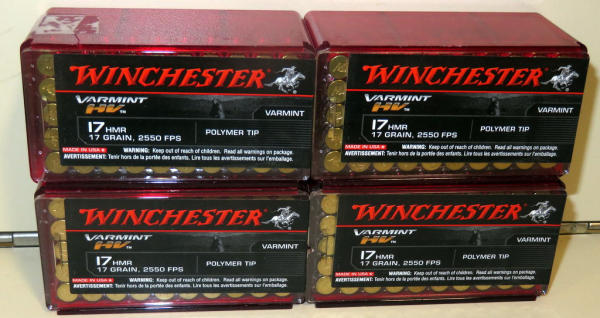 WINCHESTER
VARMINT
HV™
VARMINT
17 HMR
17 GRAIN, 2550 FPS
POLYMER TIP
MADE IN USA
WARNING: Keep out of reach of children. Read all warnings on package.
AVERTISSEMENT: Tenir hors de la portée des enfants. Lire tous les avertissements sur l'emballage.
WINCHESTER
VARMINT
HV™
VARMINT
17 HMR
17 GRAIN, 2550 FPS
POLYMER TIP
MADE IN USA
WARNING: Keep out of reach of children. Read all warnings on package.
AVERTISSEMENT: Tenir hors de la portée des enfants. Lire tous les avertissements sur l'emballage.
WINCHESTER
VARMINT
HV™
VARMINT
17 HMR
17 GRAIN, 2550 FPS
POLYMER TIP
MADE IN USA
WARNING: Keep out of reach of children. Read all warnings on package.
AVERTISSEMENT: Tenir hors de la portée des enfants. Lire tous les avertissements sur l'emballage.
WINCHESTER
VARMINT
HV™
VARMINT
17 HMR
17 GRAIN, 2550 FPS
POLYMER TIP
MADE IN USA
WARNING: Keep out of reach of children. Read all warnings on package.
AVERTISSEMENT: Tenir hors de la portée des enfants. Lire tous les avertissements sur l'emballage.